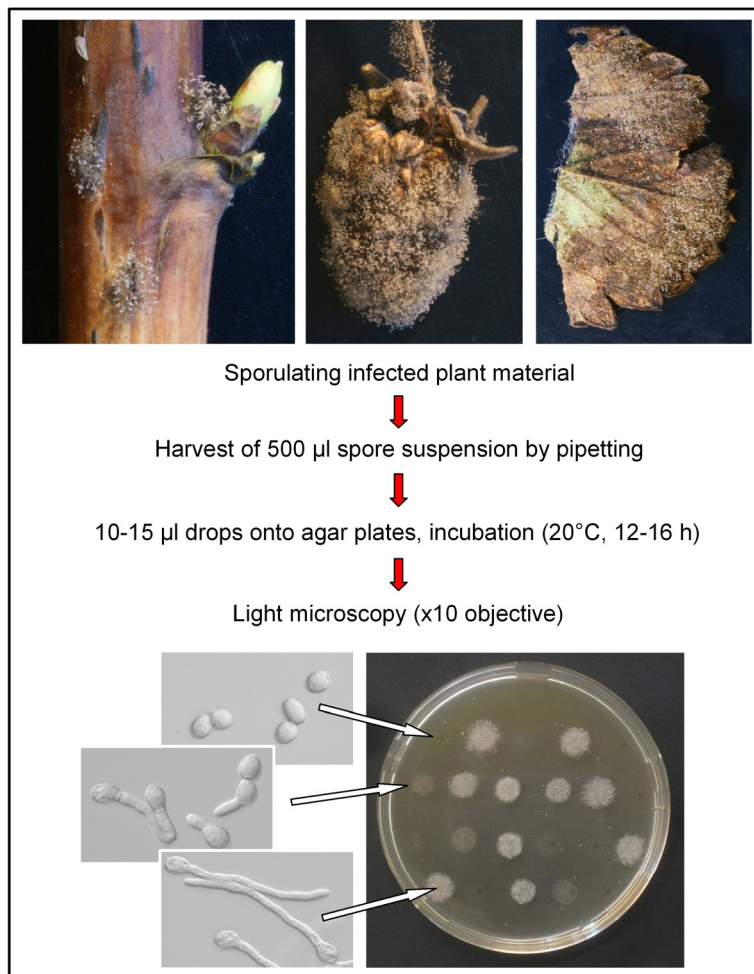 Sporulating infected plant material
Harvest of 500 µl spore suspension by pipetting
10-15 µl drops onto agar plates, incubation (20°C, 12-16 h)
Light microscopy (x10 objective)